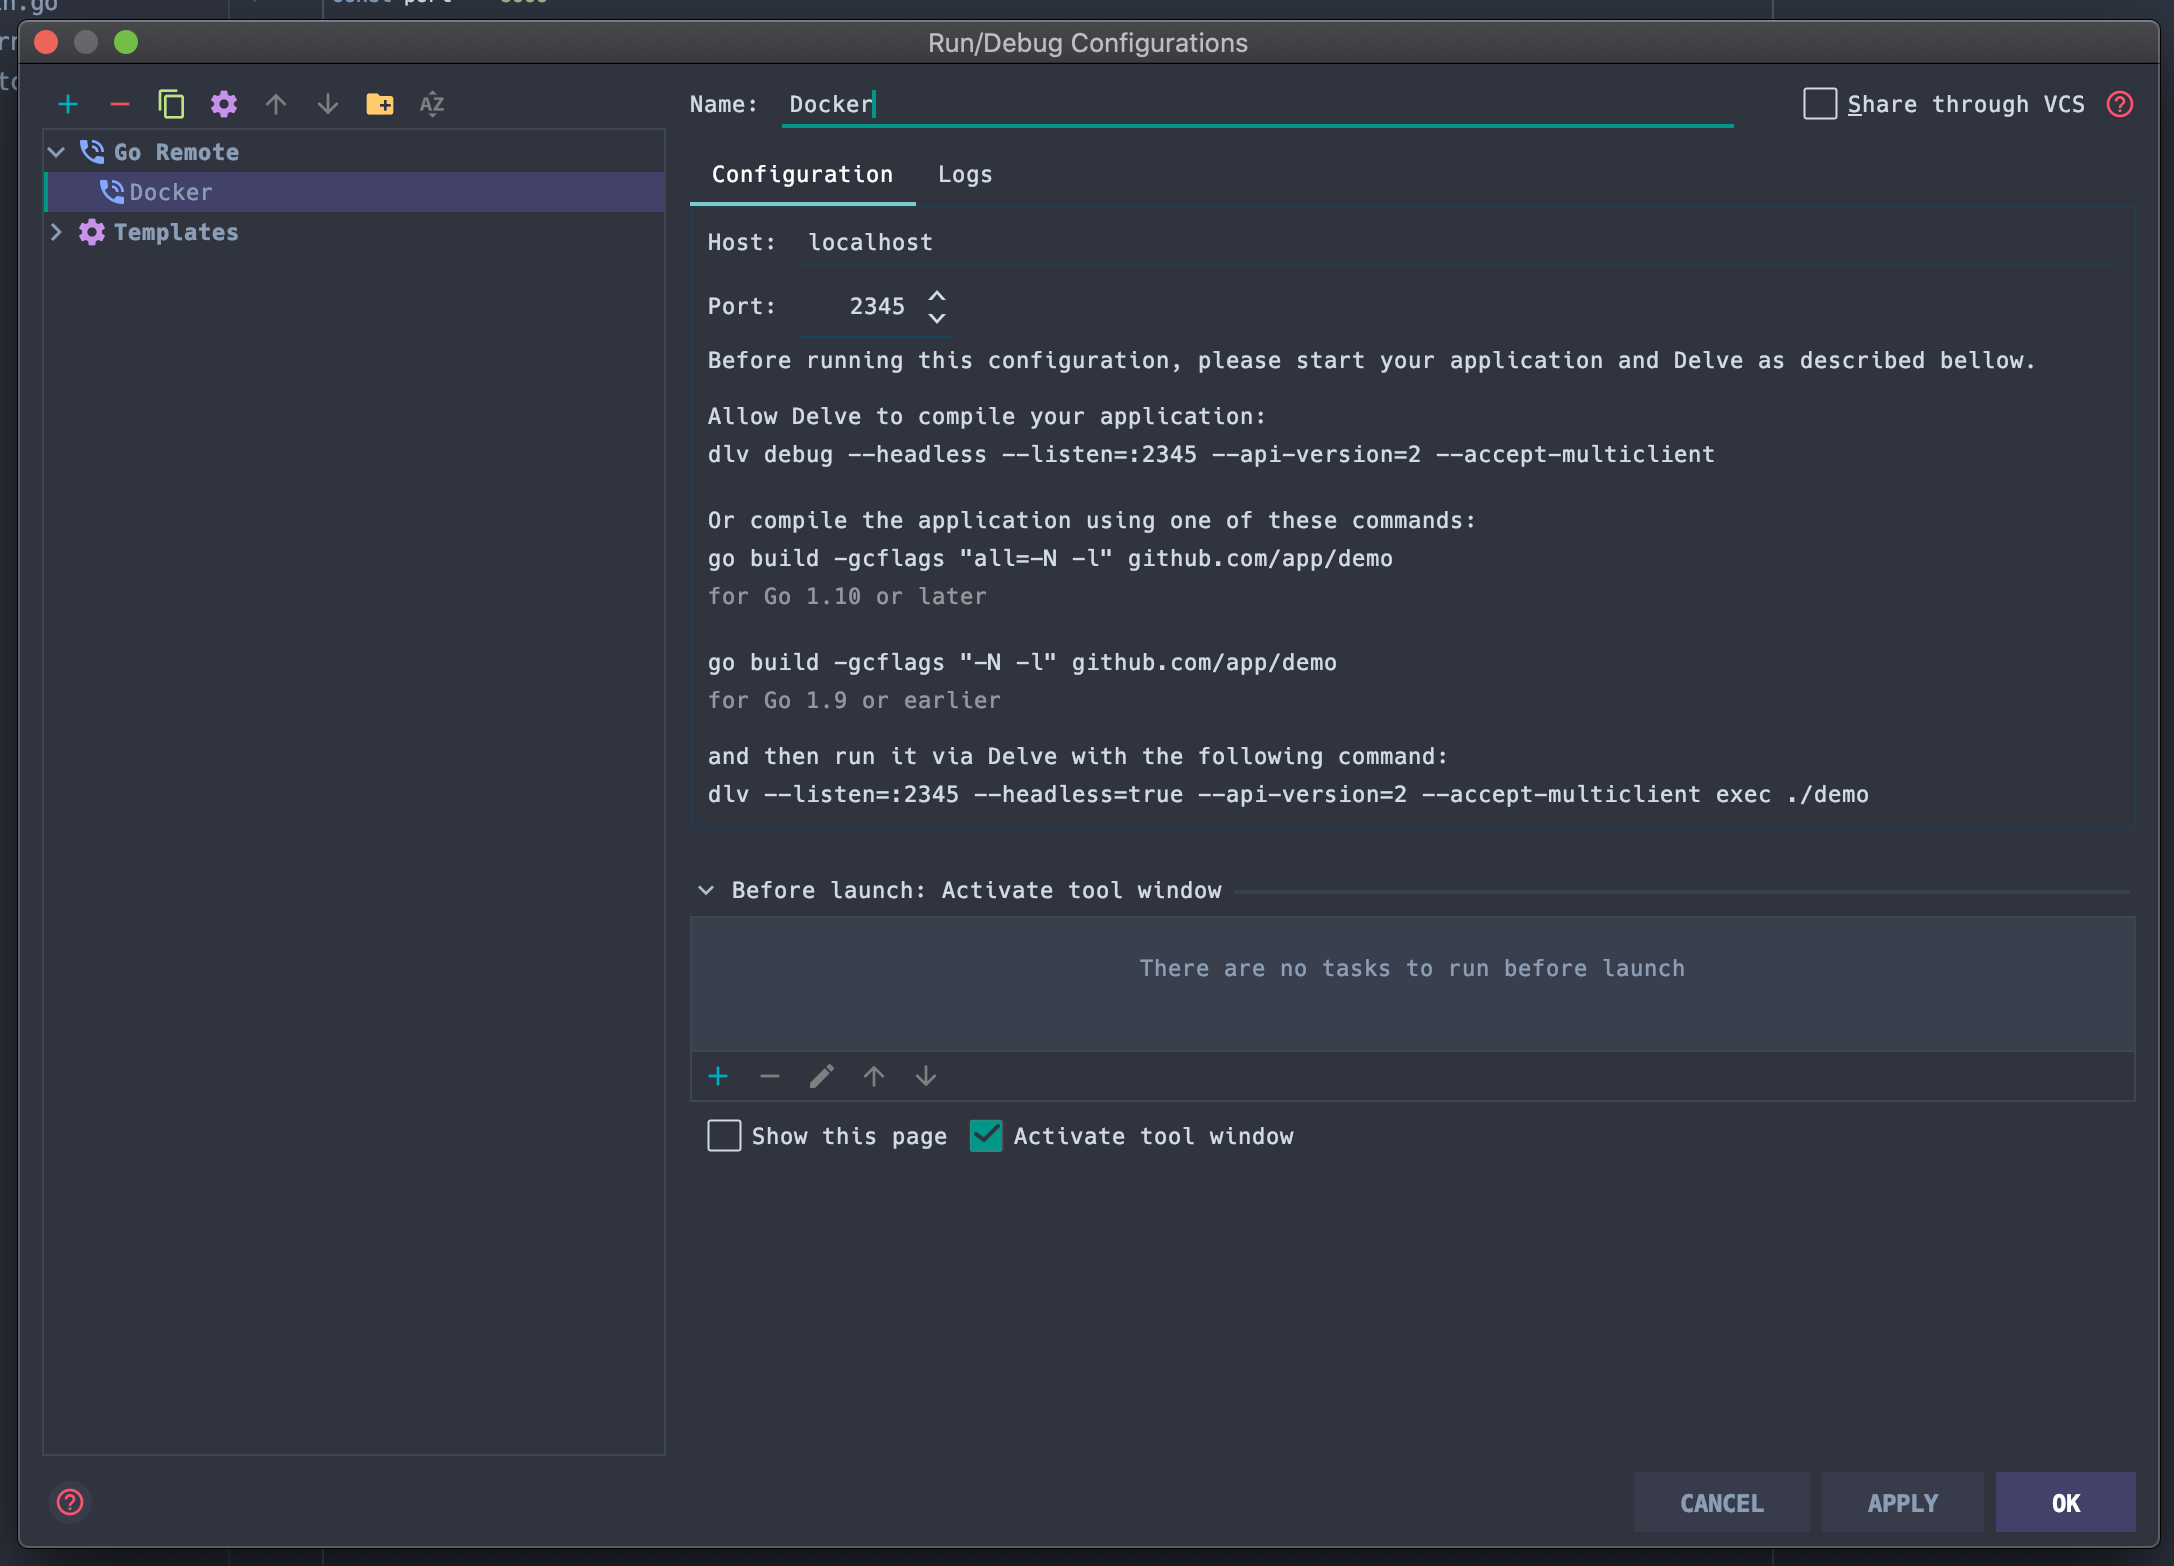 Run/Debug Configurations
Name: Docker
Share through VCS
Go Remote
Docker
Templates
Configuration Logs
Host: localhost
Port: 2345
Before running this configuration, please start your application and Delve as described bellow.
Allow Delve to compile your application:
dlv debug --headless --listen=:2345 --api-version=2 --accept-multiclient
Or compile the application using one of these commands:
go build -gcflags "all=-N -l" github.com/app/demo
for Go 1.10 or later
go build -gcflags "-N -l" github.com/app/demo
for Go 1.9 or earlier
and then run it via Delve with the following command:
dlv --listen=:2345 --headless=true --api-version=2 --accept-multiclient exec ./demo
Before launch: Activate tool window
There are no tasks to run before launch
Show this page Activate tool window
CANCEL APPLY OK